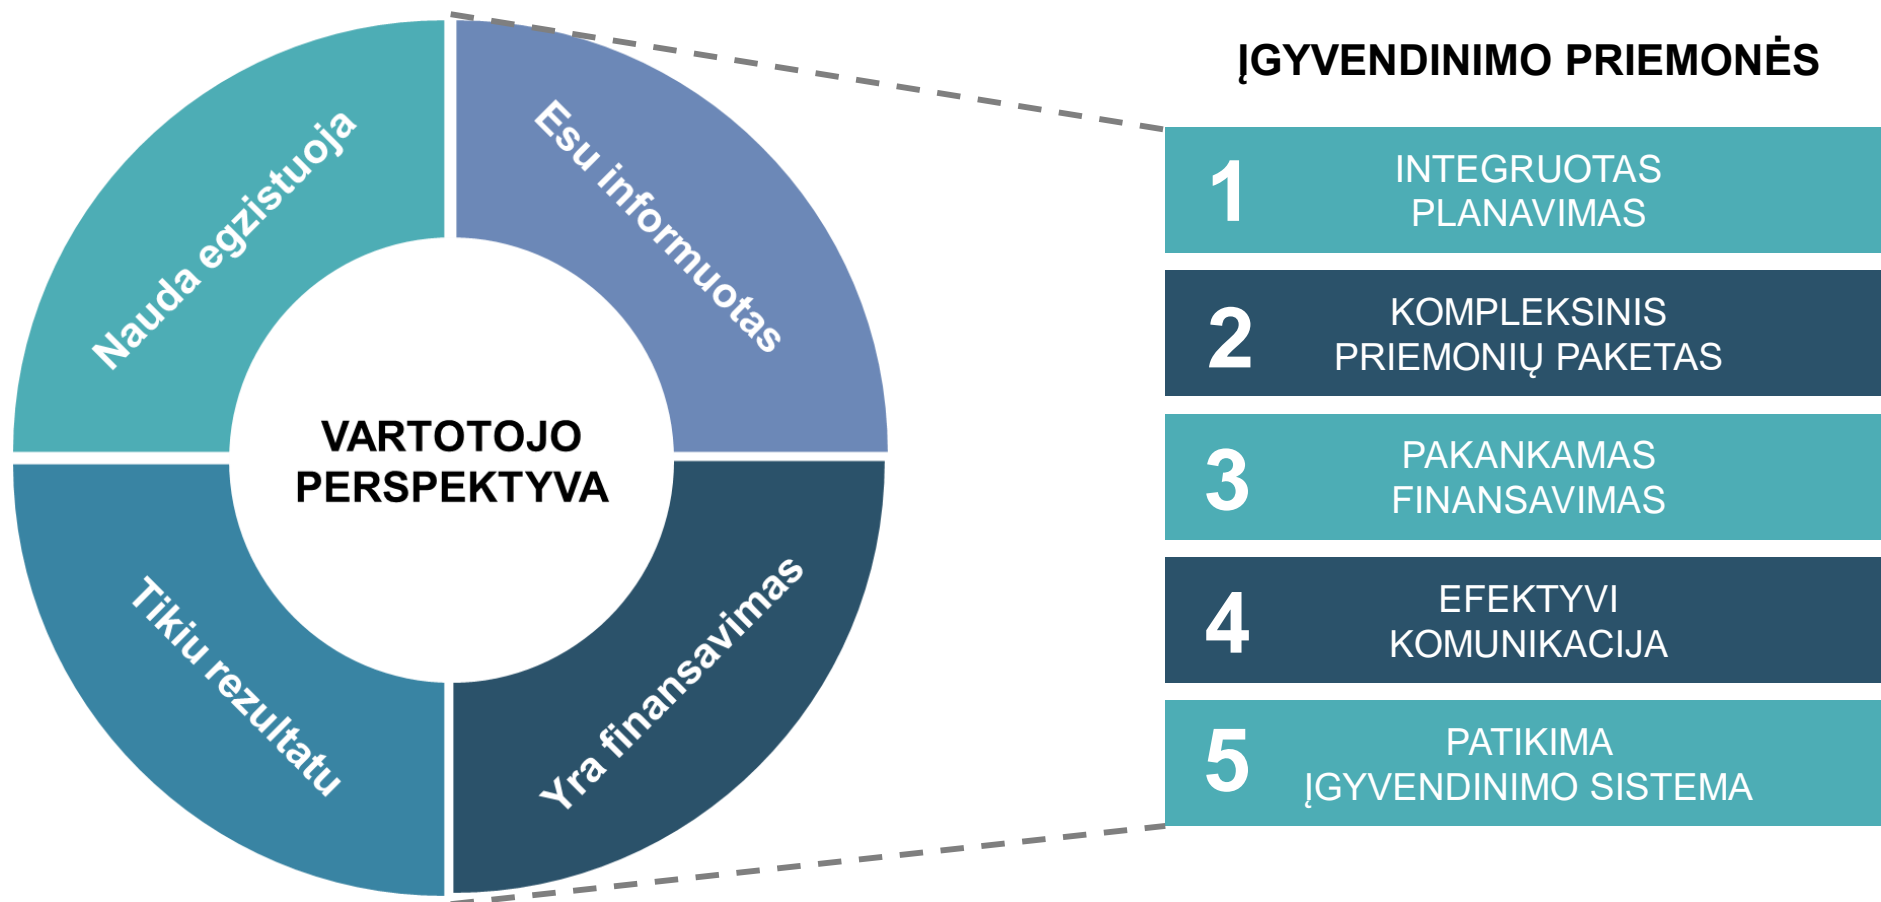 Nauda egzistuoja
Esu informuotas
VARTOTOJO
PERSPEKTYVA
Tikiu rezultatu
Yra finansavimas
ĮGYVENDINIMO PRIEMONĖS
1
INTEGRUOTAS
PLANAVIMAS
2
KOMPLEKSINIS
PRIEMONIŲ PAKETAS
3
PAKANKAMAS
FINANSAVIMAS
4
EFEKTYVI
KOMUNIKACIJA
5
PATIKIMA
ĮGYVENDINIMO SISTEMA